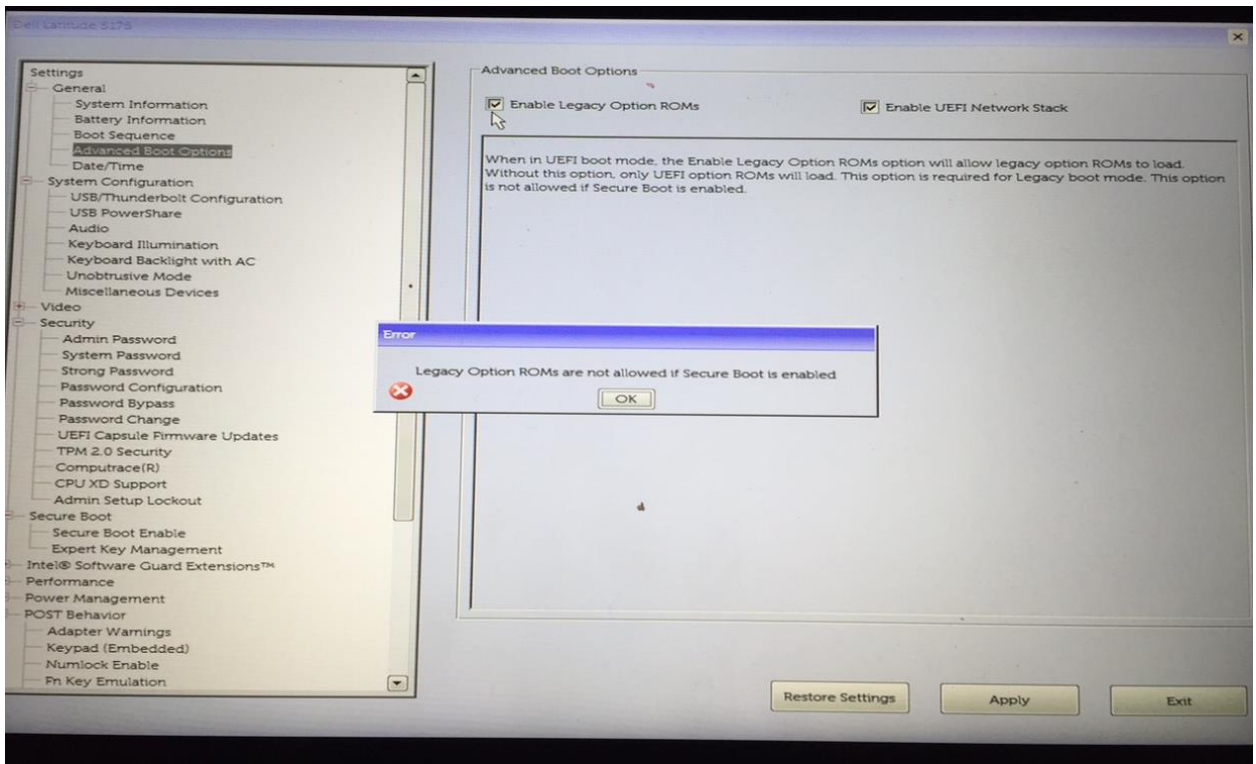 Dell Latitude 5175
Settings
General
System Information
Battery Information
Boot Sequence
Advanced Boot Options
Date/Time
System Configuration
USB/Thunderbolt Configuration
USB PowerShare
Audio
Keyboard Illumination
Keyboard Backlight with AC
Unobtrusive Mode
Miscellaneous Devices
Video
Security
Admin Password
System Password
Strong Password
Password Configuration
Password Bypass
Password Change
UEFI Capsule Firmware Updates
TPM 2.0 Security
Computrace(R)
CPU XD Support
Admin Setup Lockout
Secure Boot
Secure Boot Enable
Expert Key Management
Intel® Software Guard Extensions™
Performance
Power Management
POST Behavior
Adapter Warnings
Keypad (Embedded)
Numlock Enable
Fn Key Emulation
Advanced Boot Options
Enable Legacy Option ROMs
Enable UEFI Network Stack
When in UEFI boot mode, the Enable Legacy Option ROMs option will allow legacy option ROMs to load.
Without this option, only UEFI option ROMs will load. This option is required for Legacy boot mode. This option
is not allowed if Secure Boot is enabled.
Error
Legacy Option ROMs are not allowed if Secure Boot is enabled
OK
Restore Settings
Apply
Exit